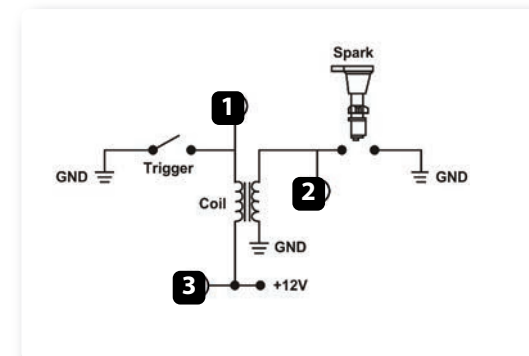 Spark
1
Trigger
GND
GND
2
Coil
GND
3
+12V